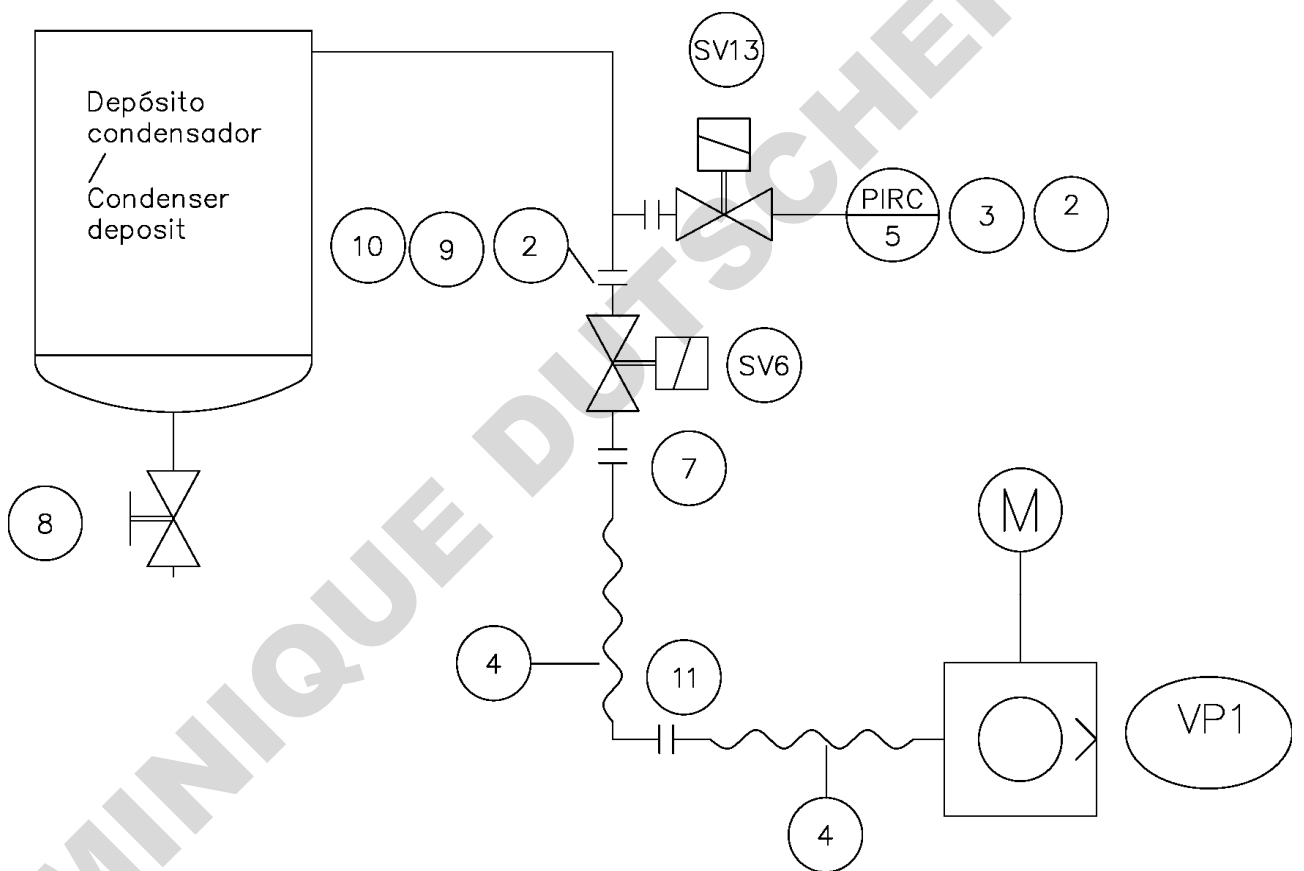 SV13
Depósito
condensador
/
Condenser
deposit
PIRC
5
3
2
10
9
2
SV6
7
8
M
4
11
VP1
4
MINIQUE DUTSCHER